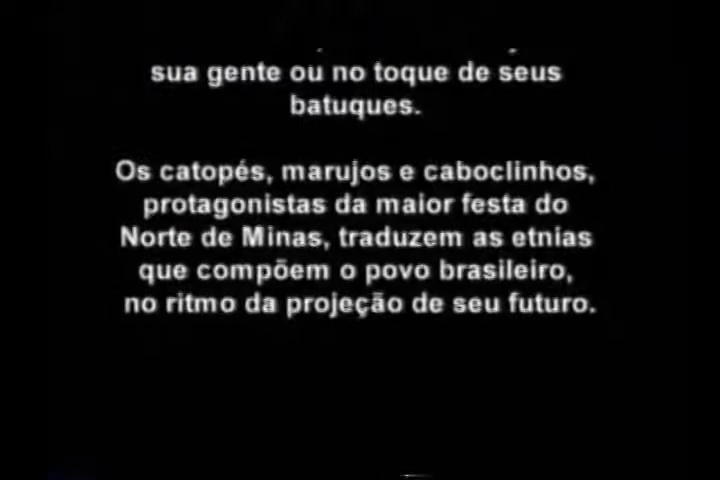 sua gente ou no toque de seus
batuques.
Os catopés, marujos e caboclinhos,
protagonistas da maior festa do
Norte de Minas, traduzem as etnias
que compõem o povo brasileiro,
no ritmo da projeção de seu futuro.